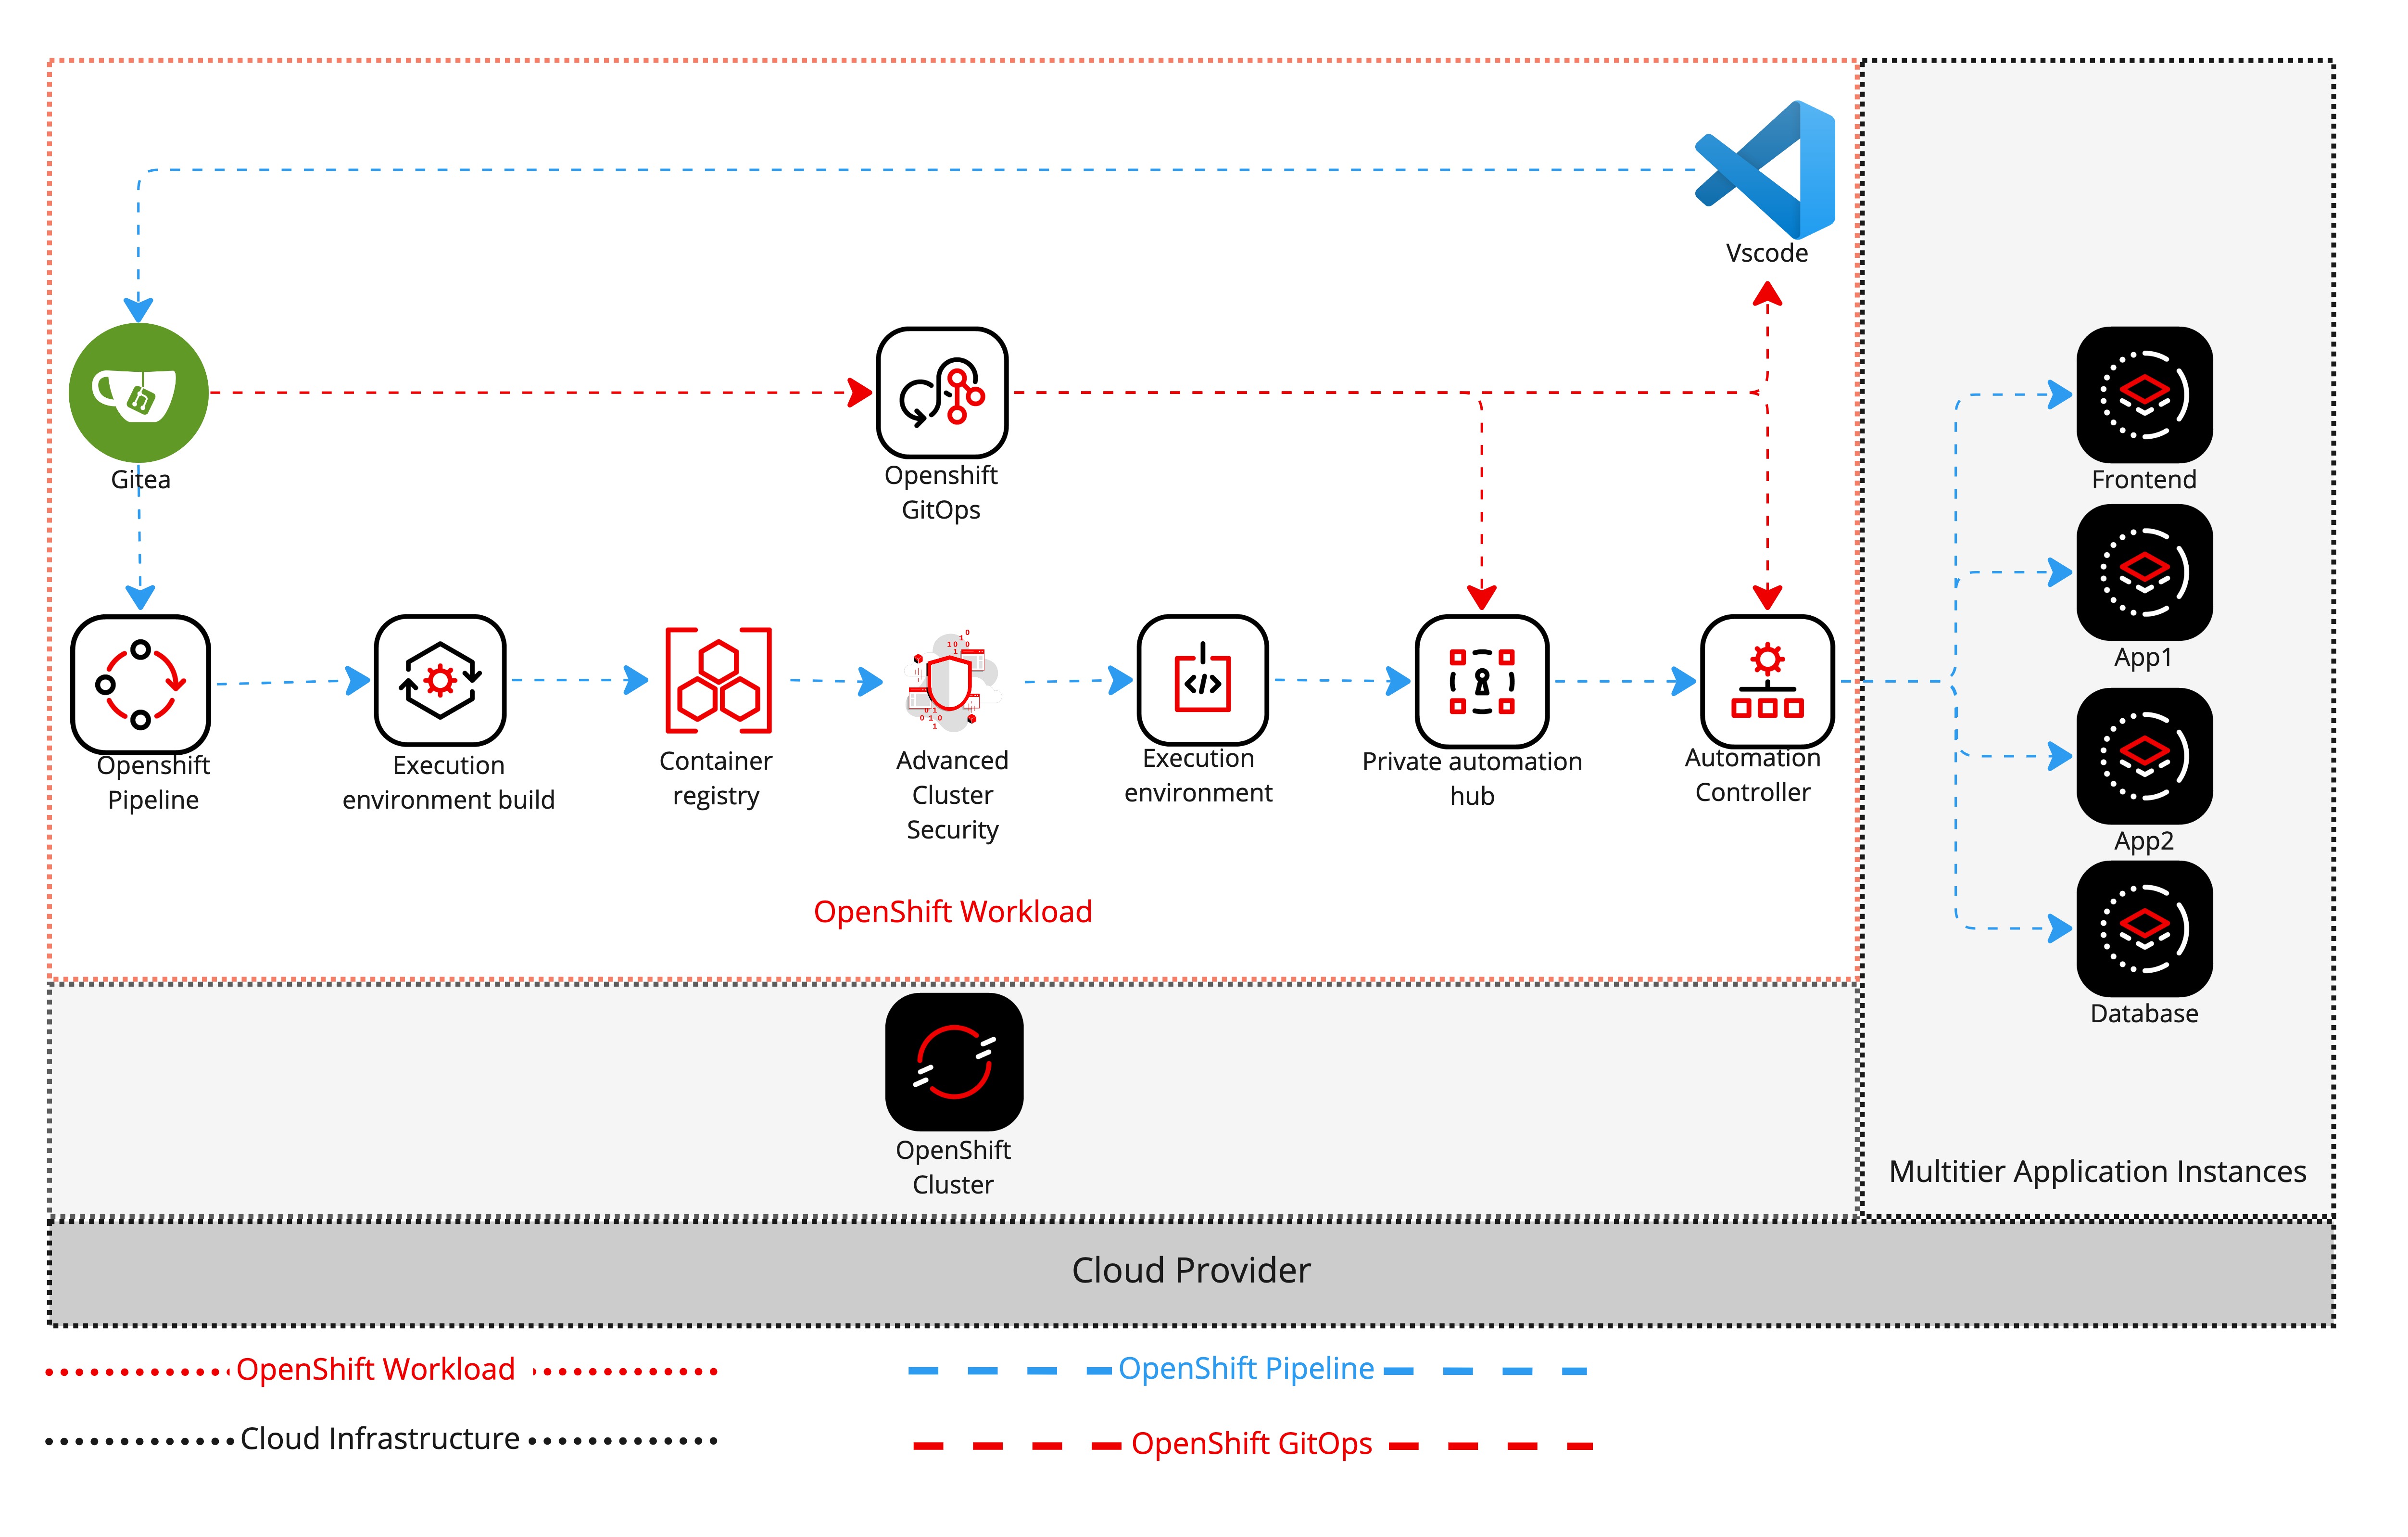 Vscode
Gitea
Openshift
GitOps
Frontend
App1
Openshift
Pipeline
Execution
environment build
Container
registry
Advanced
Cluster
Security
Execution
environment
Private automation
hub
Automation
Controller
App2
OpenShift Workload
Database
OpenShift
Cluster
Multitier Application Instances
Cloud Provider
OpenShift Workload
OpenShift Pipeline
Cloud Infrastructure
OpenShift GitOps